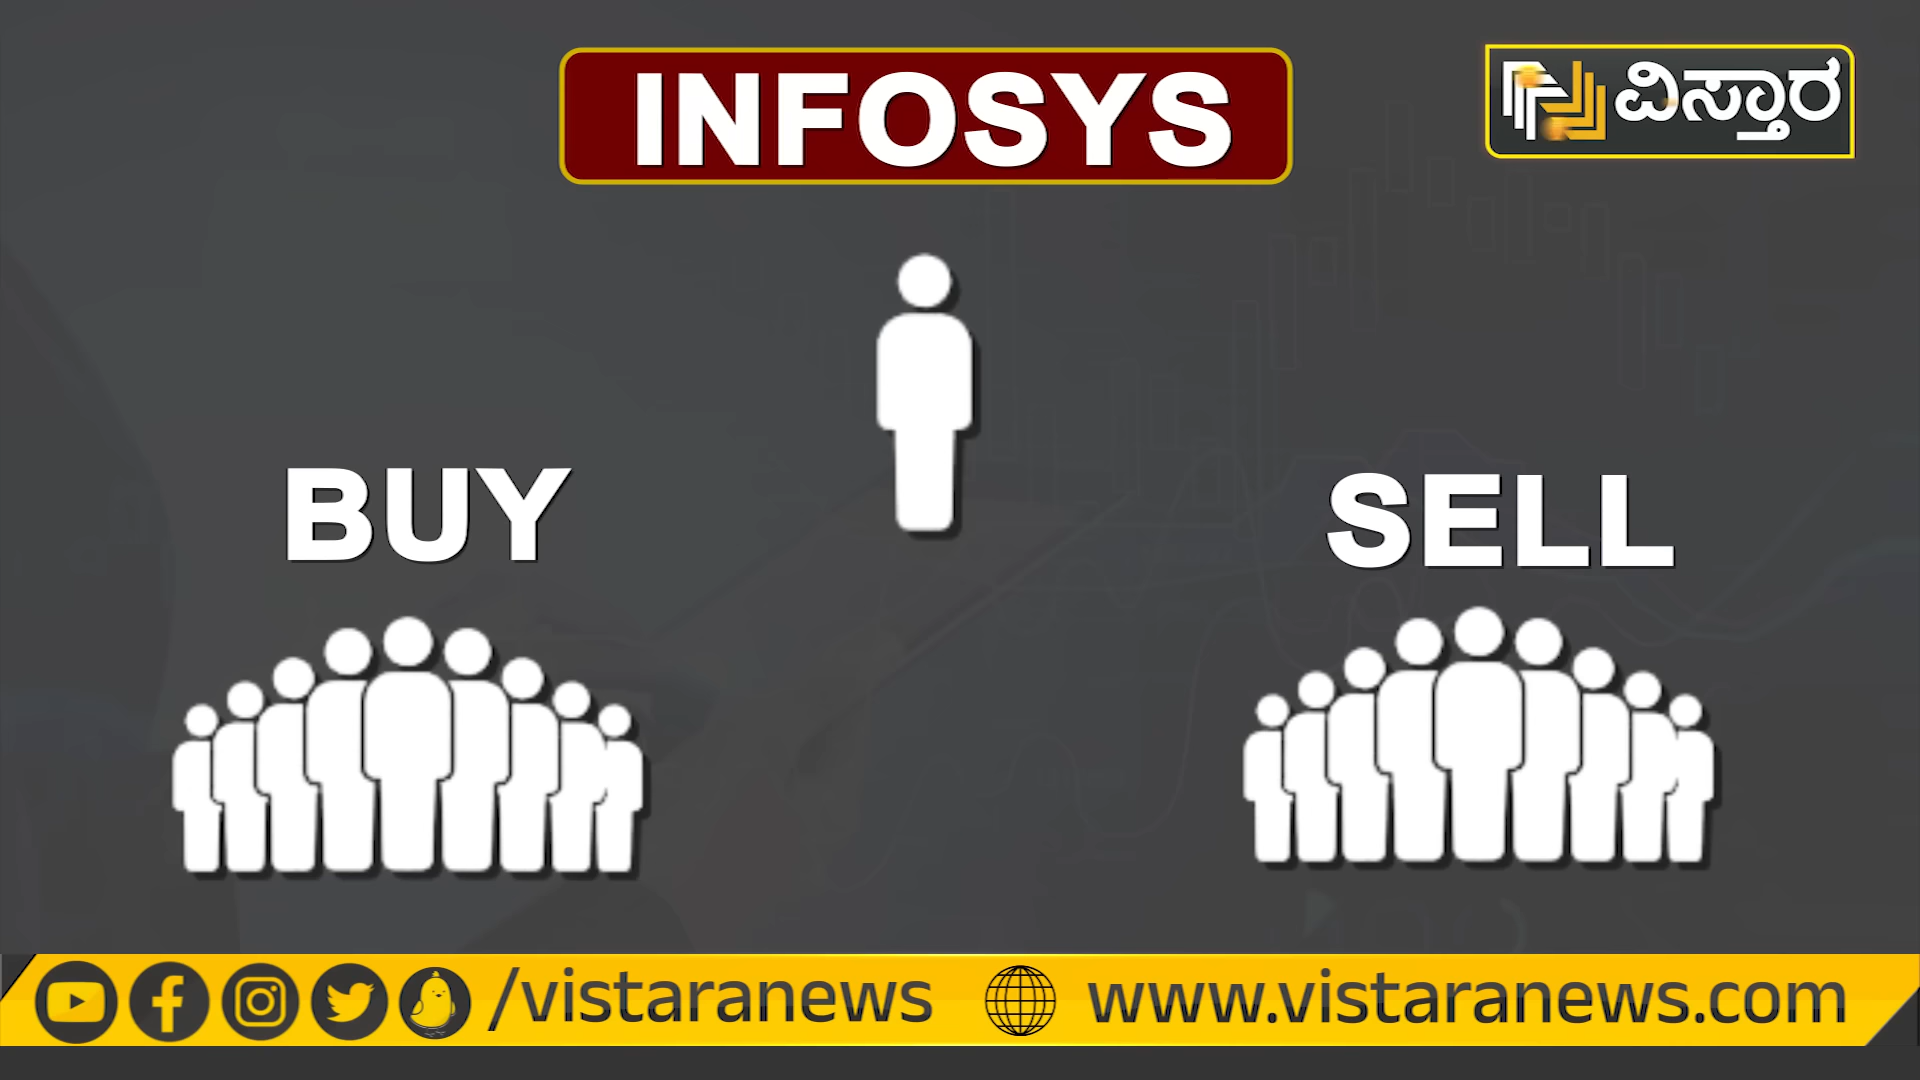 INFOSYS
ವಿಸ್ತಾರ
BUY
SELL
/vistaranews
www.vistaranews.com